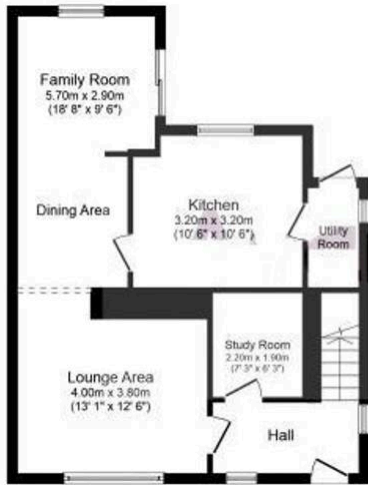 Family Room
5.70m x 2.90m
(18' 8" x 9' 6")
Dining Area
Kitchen
3.20m x 3.20m
(10' 6" x 10' 6")
Utility
Room
Study Room
2.20m x 1.90m
(7' 3" x 6' 3")
Lounge Area
4.00m x 3.80m
(13' 1" x 12' 6")
Hall